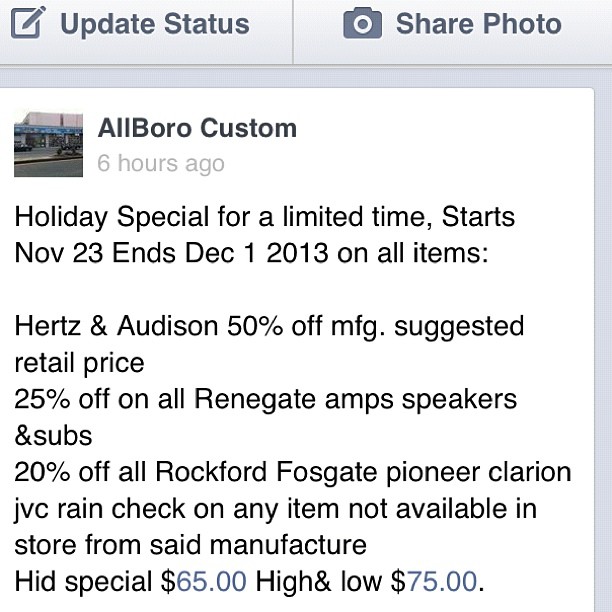 Update Status
Share Photo
AllBoro Custom
6 hours ago
Holiday Special for a limited time, Starts
Nov 23 Ends Dec 1 2013 on all items:
Hertz & Audison 50% off mfg. suggested
retail price
25% off on all Renegate amps speakers
&subs
20% off all Rockford Fosgate pioneer clarion
jvc rain check on any item not available in
store from said manufacture
Hid special $65.00 High& low $75.00.